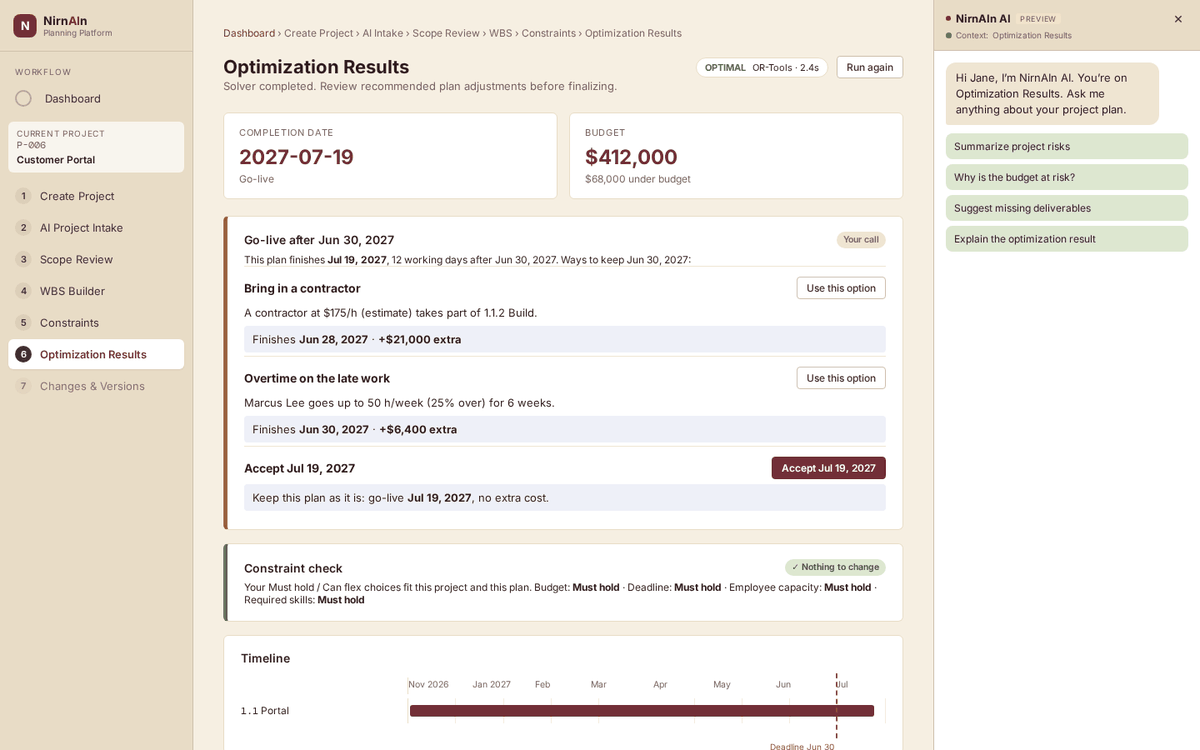 N
NirnAIn
Planning Platform
WORKFLOW
Dashboard
CURRENT PROJECT
P-006
Customer Portal
1 Create Project
2 AI Project Intake
3 Scope Review
4 WBS Builder
5 Constraints
6 Optimization Results
7 Changes & Versions
Dashboard › Create Project › AI Intake › Scope Review › WBS › Constraints › Optimization Results
Optimization Results
OPTIMAL OR-Tools · 2.4s
Run again
Solver completed. Review recommended plan adjustments before finalizing.
COMPLETION DATE
2027-07-19
Go-live
BUDGET
$412,000
$68,000 under budget
Go-live after Jun 30, 2027
Your call
This plan finishes Jul 19, 2027, 12 working days after Jun 30, 2027. Ways to keep Jun 30, 2027:
Bring in a contractor
Use this option
A contractor at $175/h (estimate) takes part of 1.1.2 Build.
Finishes Jun 28, 2027 · +$21,000 extra
Overtime on the late work
Use this option
Marcus Lee goes up to 50 h/week (25% over) for 6 weeks.
Finishes Jun 30, 2027 · +$6,400 extra
Accept Jul 19, 2027
Accept Jul 19, 2027
Keep this plan as it is: go-live Jul 19, 2027, no extra cost.
Constraint check
✓ Nothing to change
Your Must hold / Can flex choices fit this project and this plan. Budget: Must hold · Deadline: Must hold · Employee capacity: Must hold ·
Required skills: Must hold
Timeline
Nov 2026 Jan 2027 Feb Mar Apr May Jun Jul
1.1 Portal
Deadline Jun 30
NirnAIn AI PREVIEW
✕
Context: Optimization Results
Hi Jane, I'm NirnAIn AI. You're on
Optimization Results. Ask me
anything about your project plan.
Summarize project risks
Why is the budget at risk?
Suggest missing deliverables
Explain the optimization result